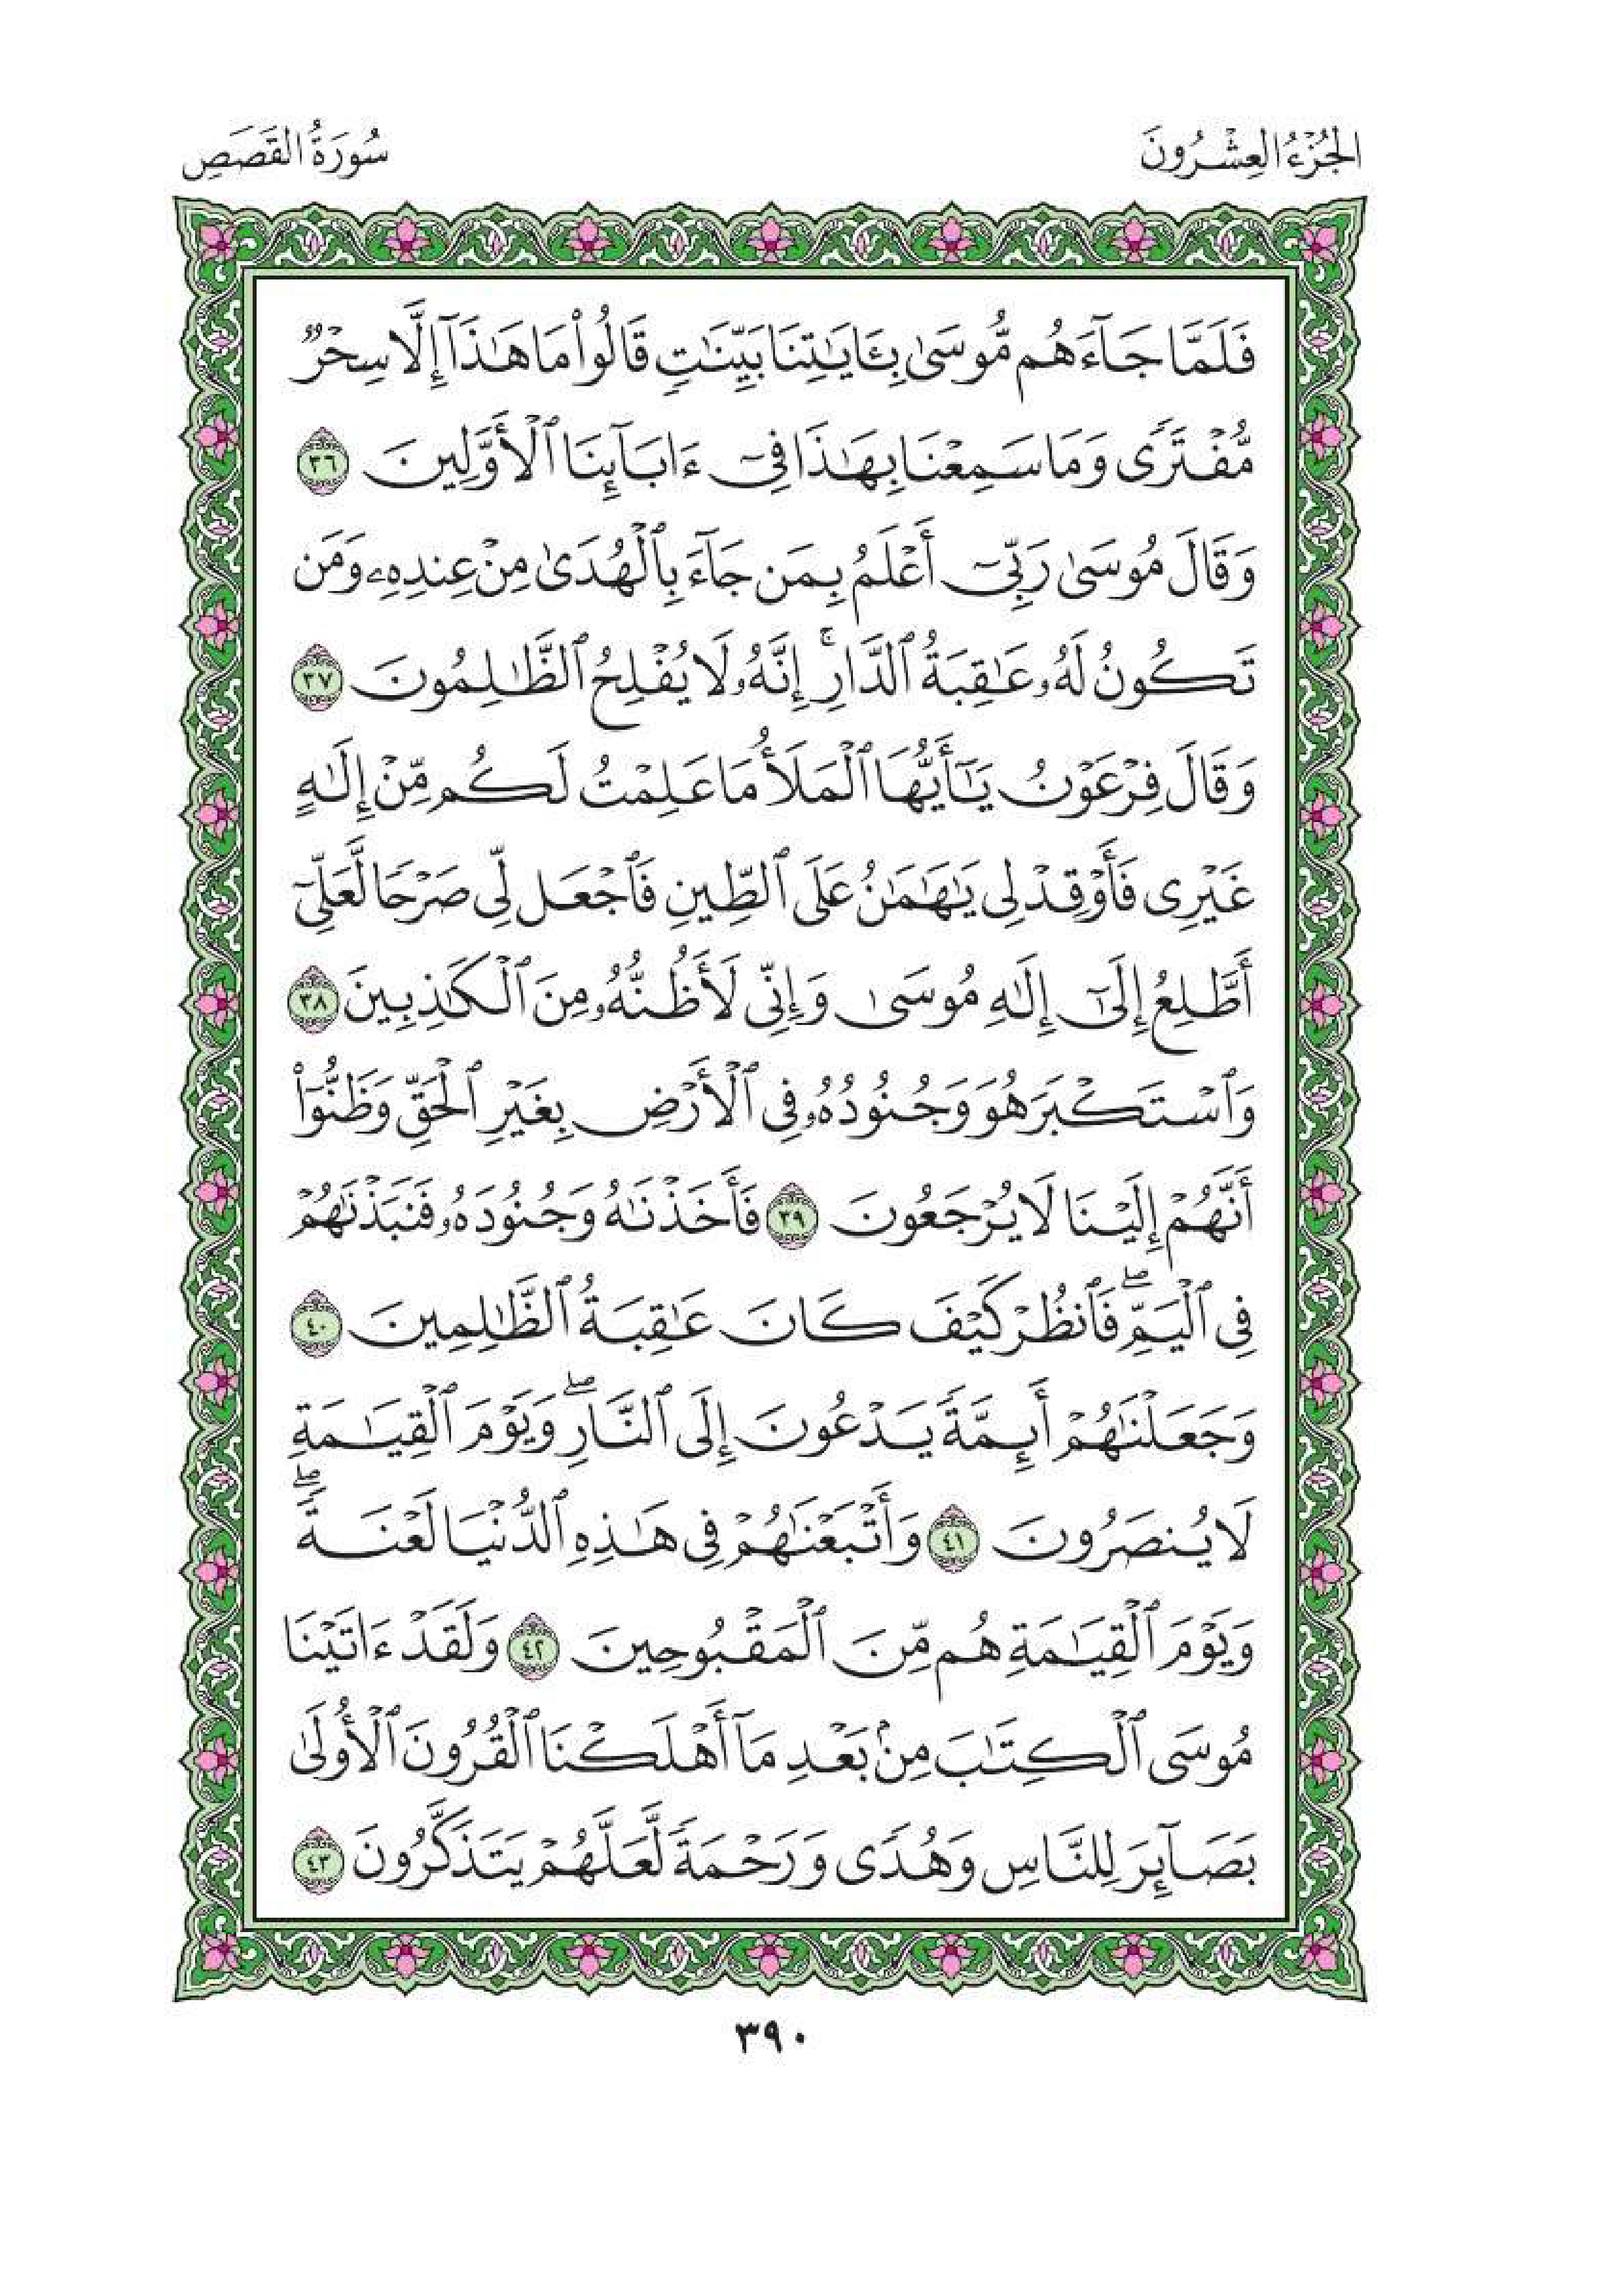 الجُزْءُ العِشْرُونَ
سُورَةُ القَصَصِ
فَلَمَّا جَآءَهُم مُّوسَىٰ بِـَٔايَٰتِنَا بَيِّنَٰتٖ قَالُواْ مَا هَٰذَآ إِلَّا سِحۡرٞ
مُّفۡتَرٗى وَمَا سَمِعۡنَا بِهَٰذَا فِيٓ ءَابَآئِنَا ٱلۡأَوَّلِينَ ٣٦
وَقَالَ مُوسَىٰ رَبِّيٓ أَعۡلَمُ بِمَن جَآءَ بِٱلۡهُدَىٰ مِنۡ عِندِهِۦ وَمَن
تَكُونُ لَهُۥ عَٰقِبَةُ ٱلدَّارِۚ إِنَّهُۥ لَا يُفۡلِحُ ٱلظَّٰلِمُونَ ٣٧
وَقَالَ فِرۡعَوۡنُ يَٰٓأَيُّهَا ٱلۡمَلَأُ مَا عَلِمۡتُ لَكُم مِّنۡ إِلَٰهٍ
غَيۡرِي فَأَوۡقِدۡ لِي يَٰهَٰمَٰنُ عَلَى ٱلطِّينِ فَٱجۡعَل لِّي صَرۡحٗا لَّعَلِّيٓ
أَطَّلِعُ إِلَىٰٓ إِلَٰهِ مُوسَىٰ وَإِنِّي لَأَظُنُّهُۥ مِنَ ٱلۡكَٰذِبِينَ ٣٨
وَٱسۡتَكۡبَرَ هُوَ وَجُنُودُهُۥ فِي ٱلۡأَرۡضِ بِغَيۡرِ ٱلۡحَقِّ وَظَنُّوٓاْ
أَنَّهُمۡ إِلَيۡنَا لَا يُرۡجَعُونَ ٣٩ فَأَخَذۡنَٰهُ وَجُنُودَهُۥ فَنَبَذۡنَٰهُمۡ
فِي ٱلۡيَمِّۖ فَٱنظُرۡ كَيۡفَ كَانَ عَٰقِبَةُ ٱلظَّٰلِمِينَ ٤٠
وَجَعَلۡنَٰهُمۡ أَئِمَّةٗ يَدۡعُونَ إِلَى ٱلنَّارِۖ وَيَوۡمَ ٱلۡقِيَٰمَةِ
لَا يُنصَرُونَ ٤١ وَأَتۡبَعۡنَٰهُمۡ فِي هَٰذِهِ ٱلدُّنۡيَا لَعۡنَةٗۖ
وَيَوۡمَ ٱلۡقِيَٰمَةِ هُم مِّنَ ٱلۡمَقۡبُوحِينَ ٤٢ وَلَقَدۡ ءَاتَيۡنَا
مُوسَى ٱلۡكِتَٰبَ مِنۢ بَعۡدِ مَآ أَهۡلَكۡنَا ٱلۡقُرُونَ ٱلۡأُولَىٰ
بَصَآئِرَ لِلنَّاسِ وَهُدٗى وَرَحۡمَةٗ لَّعَلَّهُمۡ يَتَذَكَّرُونَ ٤٣
٣٩٠